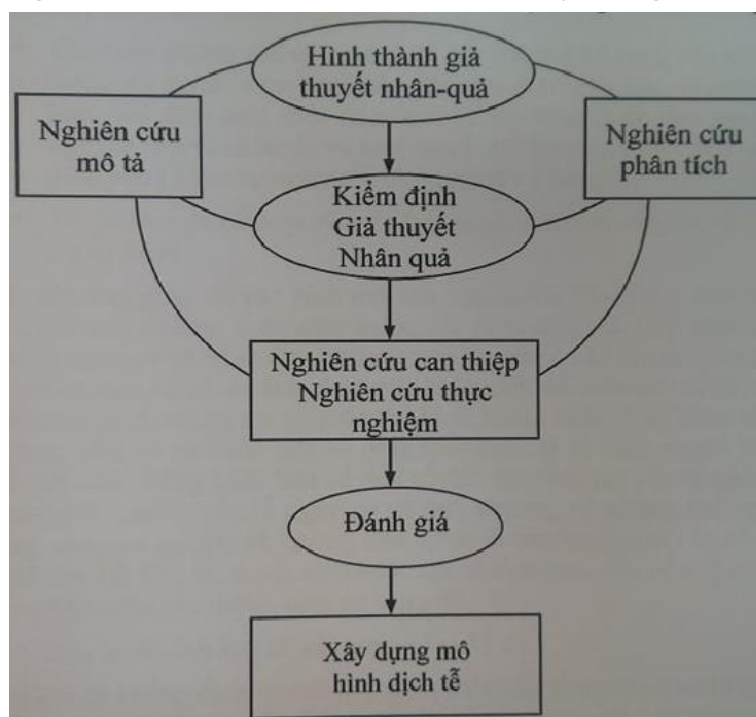 Hình thành giả
thuyết nhân-quả
Nghiên cứu
mô tả
Nghiên cứu
phân tích
Kiểm định
Giả thuyết
Nhân quả
Nghiên cứu can thiệp
Nghiên cứu thực
nghiệm
Đánh giá
Xây dựng mô
hình dịch tễ